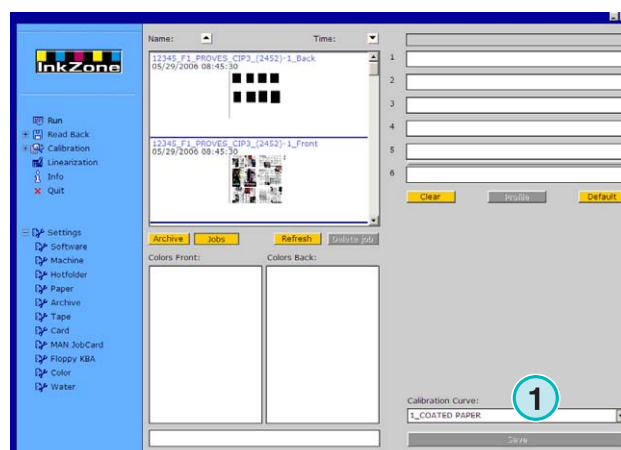 InkZone
Run
Read Back
Calibration
Linearization
Info
Quit
Settings
Software
Machine
Hotfolder
Paper
Archive
Tape
Card
MAN JobCard
Floppy KBA
Color
Water
Name:
Time:
12345_F1_PROVES_CIP3_(2452)-1_Back
05/29/2006 08:45:30
12345_F1_PROVES_CIP3_(2452)-1_Front
05/29/2006 08:45:30
Archive
Jobs
Refresh
Delete job
Colors Front:
Colors Back:
1
2
3
4
5
6
Clear
Profile
Default
Calibration Curve:
1
1_COATED PAPER
Save